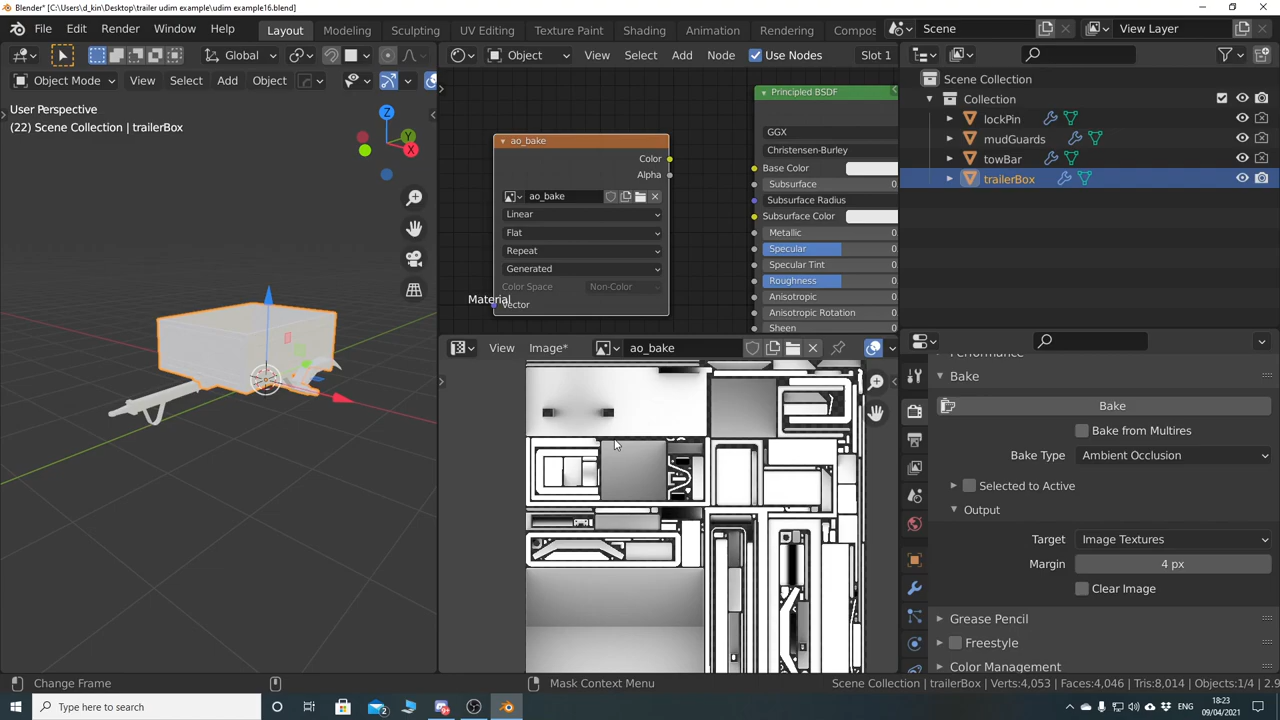 Blender* [C:\Users\d_kin\Desktop\trailer udim example\udim example16.blend]
File Edit Render Window Help Layout Modeling Sculpting UV Editing Texture Paint Shading Animation Rendering Compos Scene View Layer
Global Object View Select Add Node Use Nodes Slot 1
Object Mode View Select Add Object
User Perspective
(22) Scene Collection | trailerBox
Z
Y
X
ao_bake
Color
Alpha
ao_bake
Linear
Flat
Repeat
Generated
Color Space Non-Color
Vector
Material
Principled BSDF
GGX
Christensen-Burley
Base Color
Subsurface 0
Subsurface Radius
Subsurface Color
Metallic 0
Specular 0
Specular Tint 0
Roughness 0
Anisotropic 0
Anisotropic Rotation 0
Sheen 0
View Image* ao_bake
Scene Collection
Collection
lockPin
mudGuards
towBar
trailerBox
Performance
Bake
Bake
Bake from Multires
Bake Type Ambient Occlusion
Selected to Active
Output
Target Image Textures
Margin 4 px
Clear Image
Grease Pencil
Freestyle
Color Management
Change Frame Mask Context Menu Scene Collection | trailerBox | Verts:4,053 | Faces:4,046 | Tris:8,014 | Objects:1/4 | 2.9
Type here to search
ENG
18:23
09/04/2021